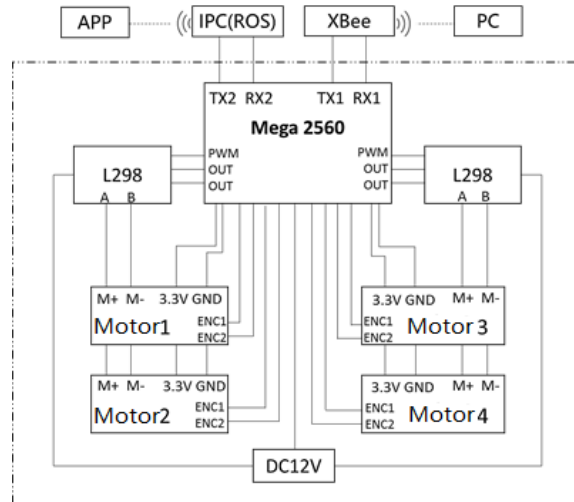 APP IPC(ROS) XBee PC
TX2 RX2 TX1 RX1
Mega 2560
PWM PWM
L298 OUT OUT L298
OUT OUT
A B A B
M+ M- 3.3V GND 3.3V GND M+ M-
Motor1 ENC1 ENC1 Motor 3
ENC2 ENC2
M+ M- 3.3V GND 3.3V GND M+ M-
Motor2 ENC1 ENC1 Motor4
ENC2 ENC2
DC12V